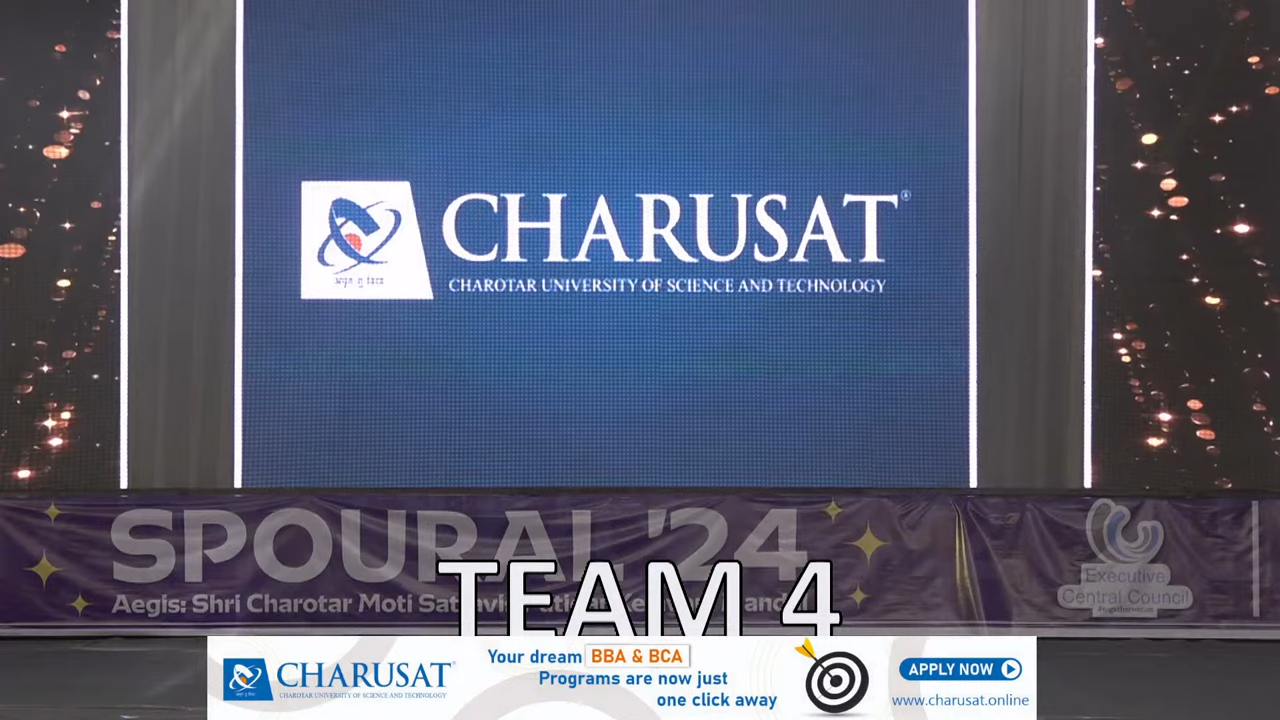 CHARUSAT®
CHAROTAR UNIVERSITY OF SCIENCE AND TECHNOLOGY
SPOURAL '24
Aegis: Shri Charotar Moti
TEAM 4
Executive
Central Council
CHARUSAT
CHAROTAR UNIVERSITY OF SCIENCE AND TECHNOLOGY
Your dream BBA & BCA
Programs are now just
one click away
APPLY NOW
www.charusat.online